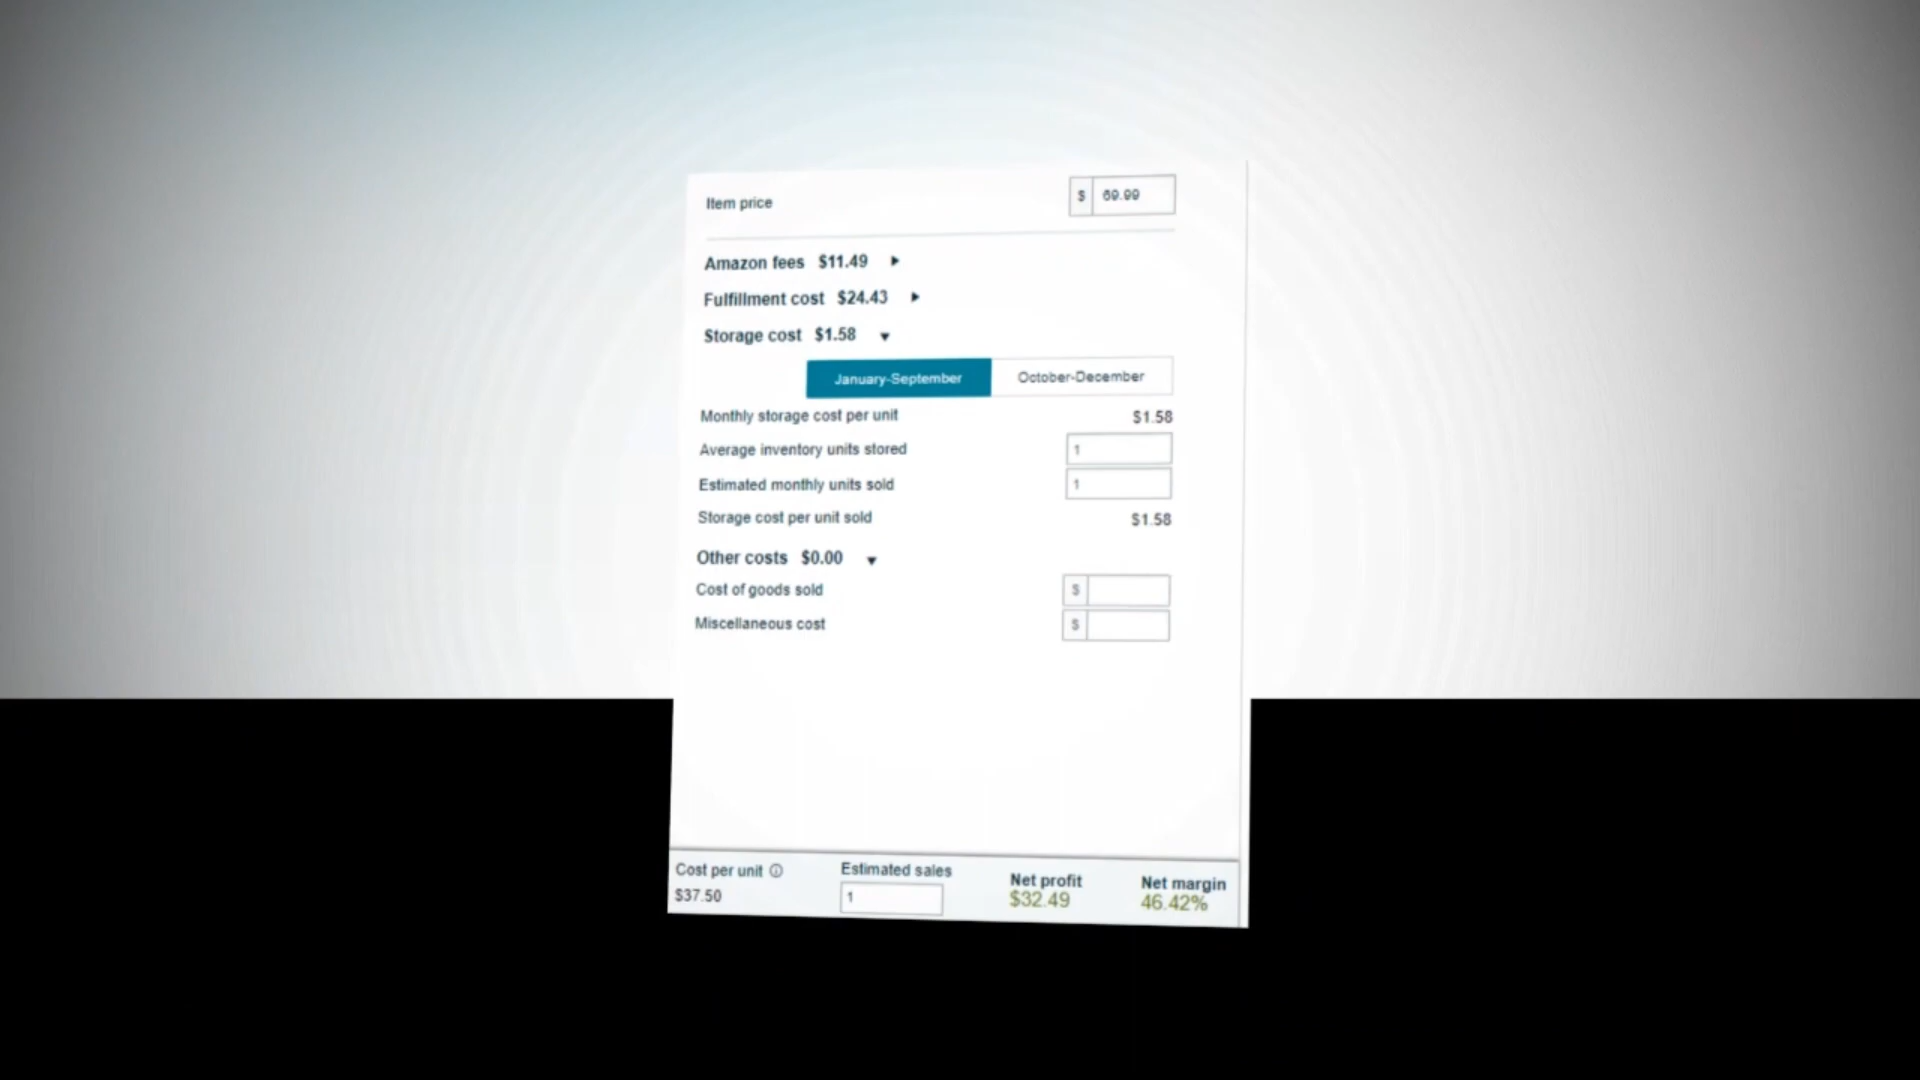 Item price $ 69.99
Amazon fees $11.49
Fulfillment cost $24.43
Storage cost $1.58
January-September October-December
Monthly storage cost per unit $1.58
Average inventory units stored 1
Estimated monthly units sold 1
Storage cost per unit sold $1.58
Other costs $0.00
Cost of goods sold $
Miscellaneous cost $
Cost per unit Estimated sales Net profit Net margin
$37.50 1 $32.49 46.42%